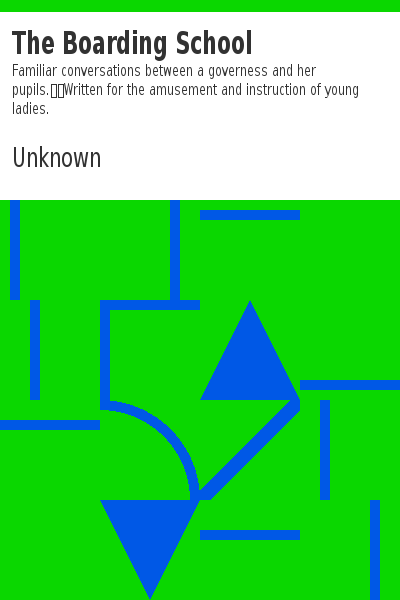 The Boarding School
Familiar conversations between a governess and her
pupils.▯▯Written for the amusement and instruction of young
ladies.
Unknown